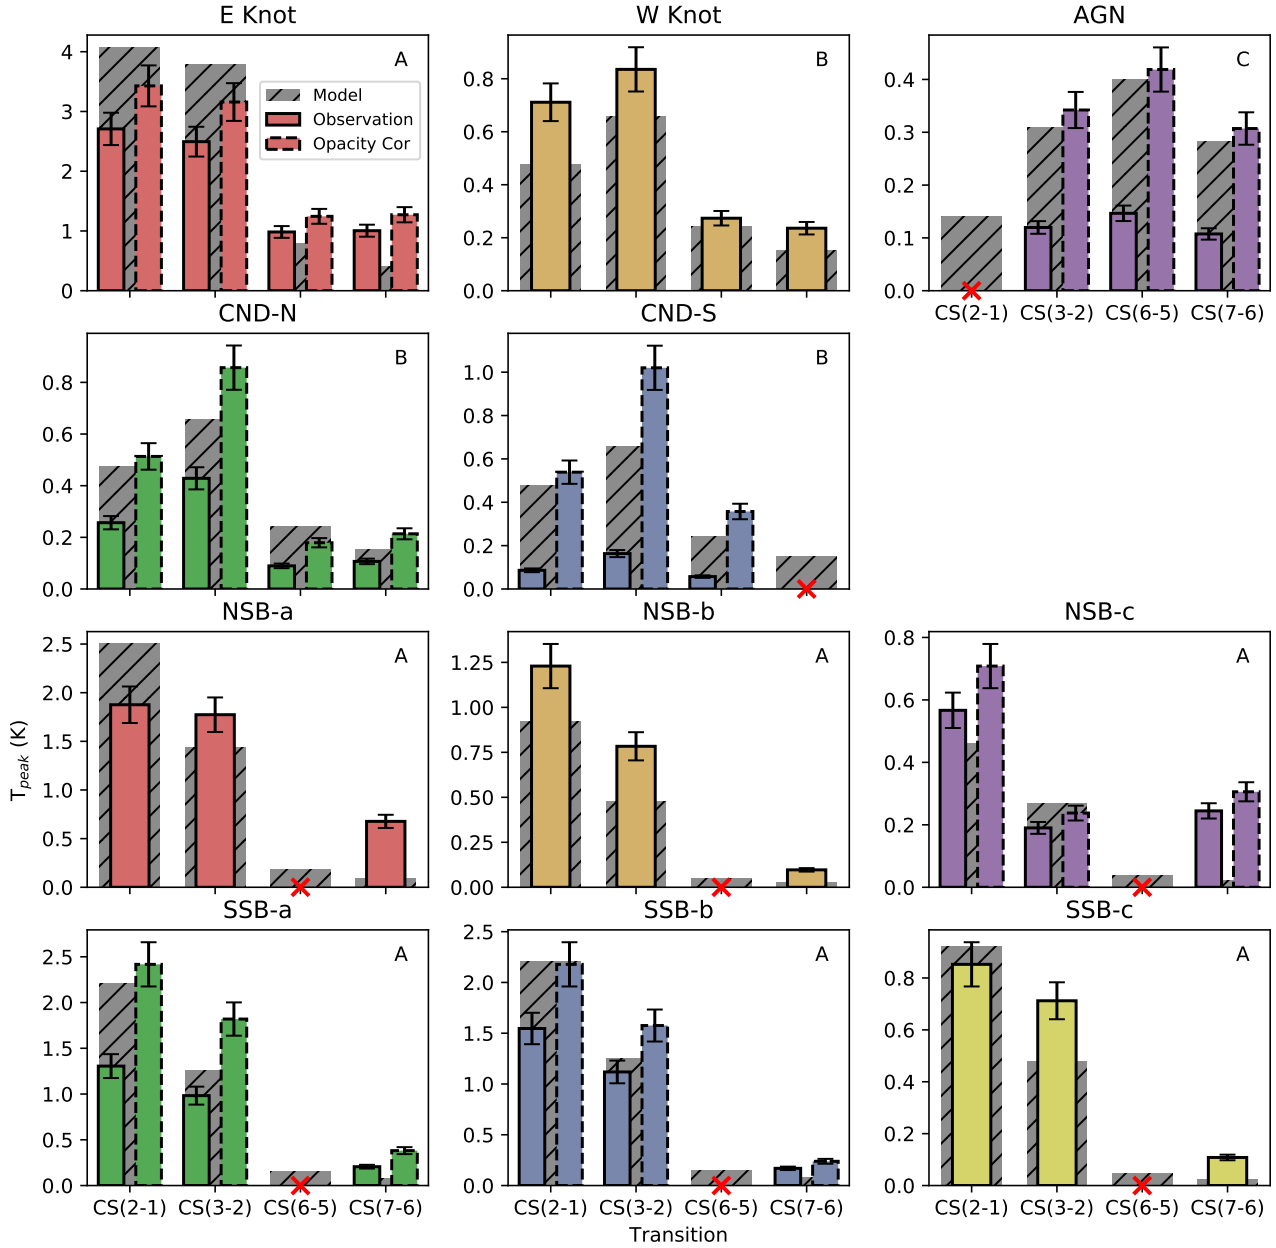 E Knot
W Knot
AGN
4
3
2
1
0
A
Model
Observation
Opacity Cor
0.8
0.6
0.4
0.2
0.0
B
0.4
0.3
0.2
0.1
0.0
C
CS(2-1) CS(3-2) CS(6-5) CS(7-6)
CND-N
CND-S
0.8
0.6
0.4
0.2
0.0
B
1.0
0.8
0.6
0.4
0.2
0.0
B
NSB-a
NSB-b
NSB-c
2.5
2.0
1.5
1.0
0.5
0.0
A
1.25
1.00
0.75
0.50
0.25
0.00
A
0.8
0.6
0.4
0.2
0.0
A
T_peak (K)
SSB-a
SSB-b
SSB-c
2.5
2.0
1.5
1.0
0.5
0.0
A
2.5
2.0
1.5
1.0
0.5
0.0
A
0.8
0.6
0.4
0.2
0.0
A
CS(2-1) CS(3-2) CS(6-5) CS(7-6)
CS(2-1) CS(3-2) CS(6-5) CS(7-6)
CS(2-1) CS(3-2) CS(6-5) CS(7-6)
Transition